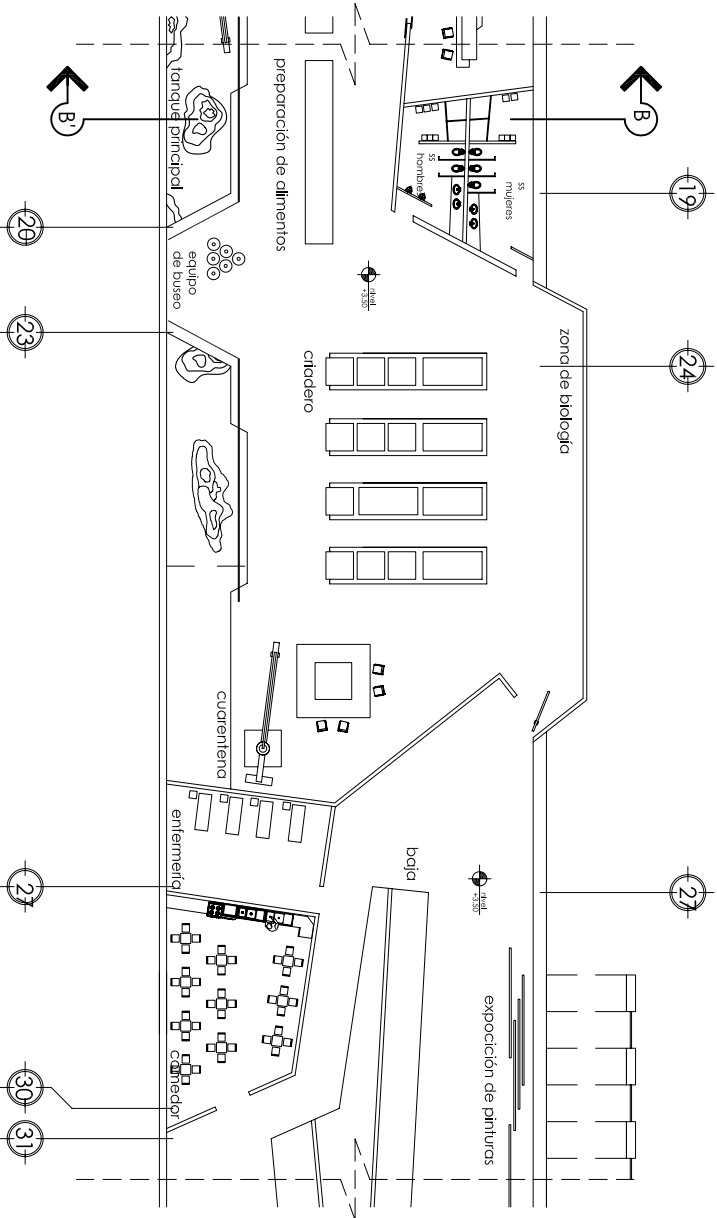 B
19
24
27
zona de biología
ss
mujeres
expocición de pinturas
ss
hombres
nivel
+3.50
nivel
+3.50
baja
criadero
preparación de alimentos
cuarentena
tanque principal
equipo
de buseo
enfermería
comedor
B'
20
23
27
30
31